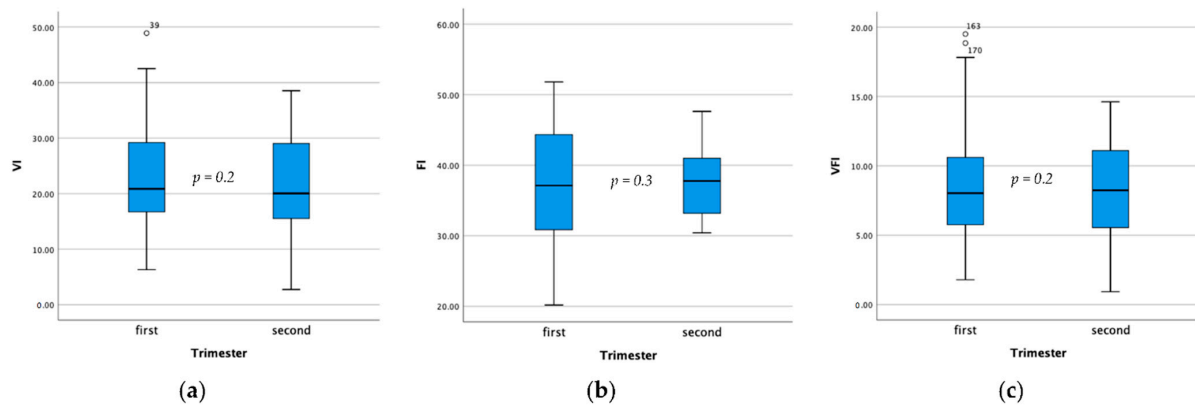 50.00
40.00
30.00
20.00
10.00
0.00
VI
39
p = 0.2
first second
Trimester
(a)
60.00
50.00
40.00
30.00
20.00
FI
p = 0.3
first second
Trimester
(b)
20.00
15.00
10.00
5.00
0.00
VFI
163
170
p = 0.2
first second
Trimester
(c)